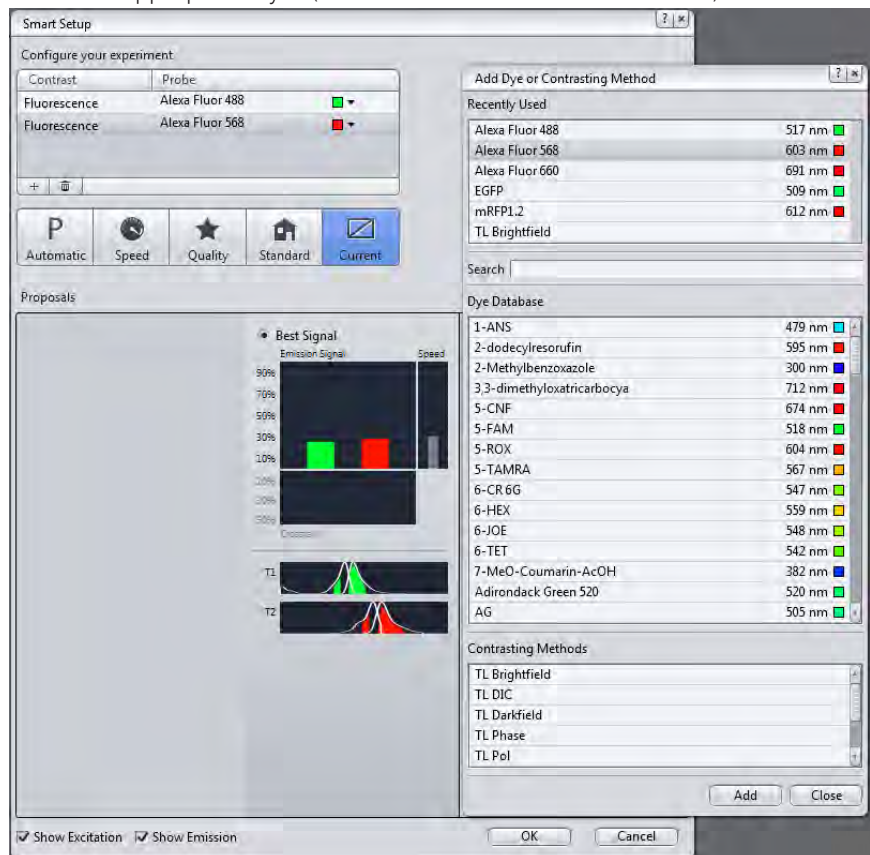 Smart Setup
Configure your experiment
Contrast Probe
Fluorescence Alexa Fluor 488
Fluorescence Alexa Fluor 568
+
P
Automatic Speed Quality Standard Current
Proposals
Best Signal
Emission Signal Speed
90%
70%
50%
30%
10%
10%
30%
50%
Crosstalk
T1
T2
Show Excitation Show Emission
OK Cancel
Add Dye or Contrasting Method
Recently Used
Alexa Fluor 488 517 nm
Alexa Fluor 568 603 nm
Alexa Fluor 660 691 nm
EGFP 509 nm
mRFP1.2 612 nm
TL Brightfield
Search
Dye Database
1-ANS 479 nm
2-dodecylresorufin 595 nm
2-Methylbenzoxazole 300 nm
3,3-dimethyloxatricarbocya 712 nm
5-CNF 674 nm
5-FAM 518 nm
5-ROX 604 nm
5-TAMRA 567 nm
6-CR 6G 547 nm
6-HEX 559 nm
6-JOE 548 nm
6-TET 542 nm
7-MeO-Coumarin-AcOH 382 nm
Adirondack Green 520 520 nm
AG 505 nm
Contrasting Methods
TL Brightfield
TL DIC
TL Darkfield
TL Phase
TL Pol
Add Close